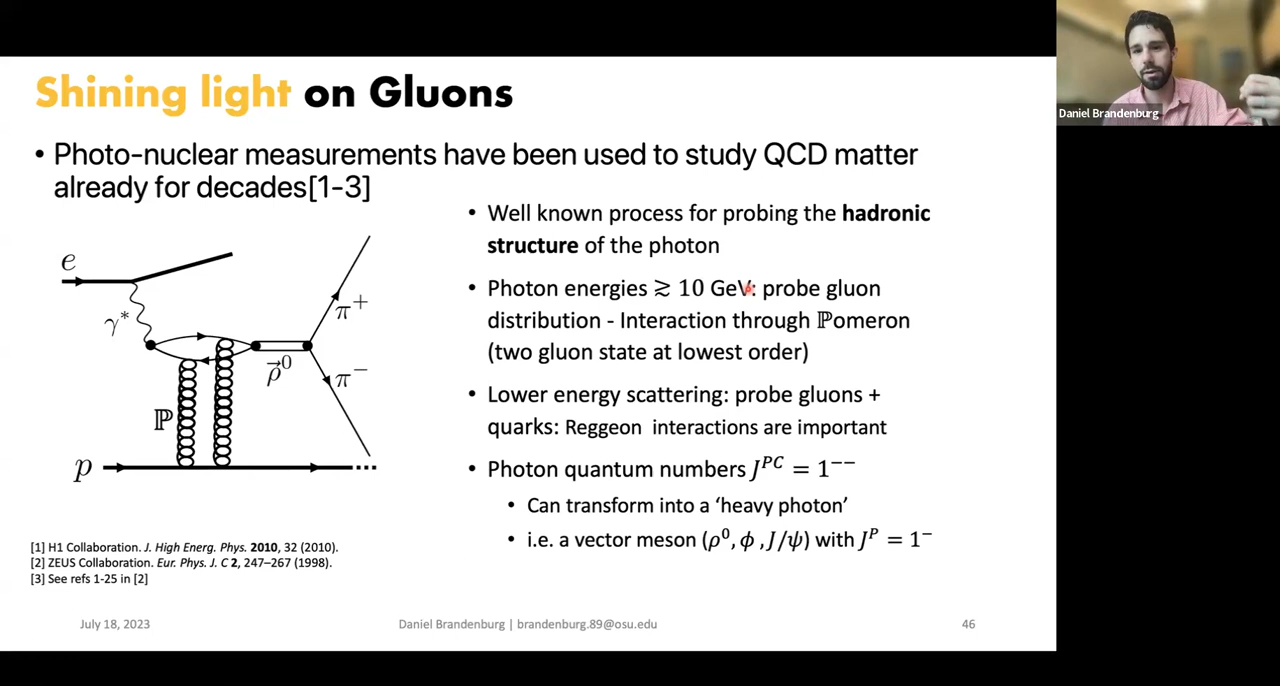 Shining light on Gluons
Daniel Brandenburg
• Photo-nuclear measurements have been used to study QCD matter
already for decades[1-3]
e
γ*
ℙ
p
ρ⃗⁰
π⁺
π⁻
• Well known process for probing the hadronic
structure of the photon
• Photon energies ≳ 10 GeV: probe gluon
distribution - Interaction through ℙomeron
(two gluon state at lowest order)
• Lower energy scattering: probe gluons +
quarks: Reggeon interactions are important
• Photon quantum numbers Jᴾᶜ = 1⁻⁻
• Can transform into a ‘heavy photon’
• i.e. a vector meson (ρ⁰, ϕ , J/ψ) with Jᴾ = 1⁻
[1] H1 Collaboration. J. High Energ. Phys. 2010, 32 (2010).
[2] ZEUS Collaboration. Eur. Phys. J. C 2, 247–267 (1998).
[3] See refs 1-25 in [2]
July 18, 2023
Daniel Brandenburg | brandenburg.89@osu.edu
46